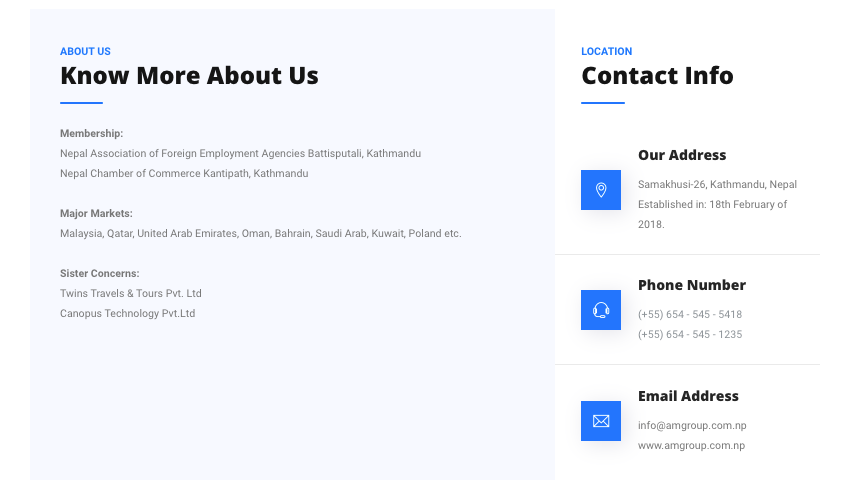 ABOUT US
Know More About Us
Membership:
Nepal Association of Foreign Employment Agencies Battisputali, Kathmandu
Nepal Chamber of Commerce Kantipath, Kathmandu
Major Markets:
Malaysia, Qatar, United Arab Emirates, Oman, Bahrain, Saudi Arab, Kuwait, Poland etc.
Sister Concerns:
Twins Travels & Tours Pvt. Ltd
Canopus Technology Pvt.Ltd
LOCATION
Contact Info
Our Address
Samakhusi-26, Kathmandu, Nepal
Established in: 18th February of
2018.
Phone Number
(+55) 654 - 545 - 5418
(+55) 654 - 545 - 1235
Email Address
info@amgroup.com.np
www.amgroup.com.np